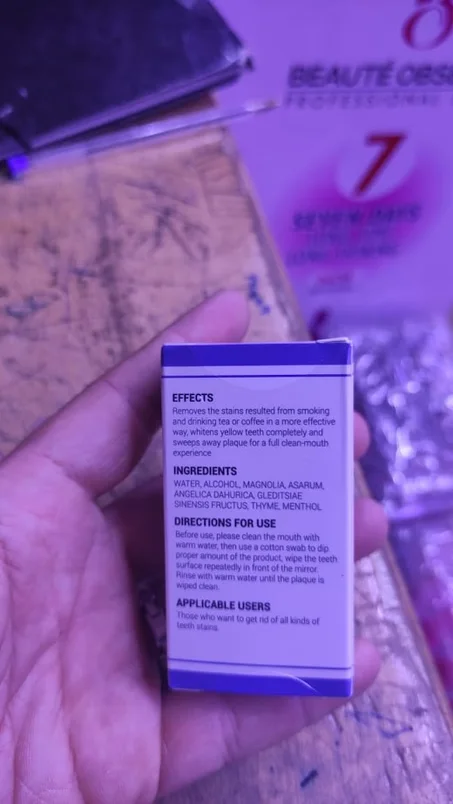 BEAUTÉ OBS
PROFESSIONAL
7
SEVEN DAYS
EFFECTS
Removes the stains resulted from smoking
and drinking tea or coffee in a more effective
way, whitens yellow teeth completely and
sweeps away plaque for a full clean-mouth
experience
INGREDIENTS
WATER, ALCOHOL, MAGNOLIA, ASARUM,
ANGELICA DAHURICA, GLEDITSIAE
SINENSIS FRUCTUS, THYME, MENTHOL
DIRECTIONS FOR USE
Before use, please clean the mouth with
warm water, then use a cotton swab to dip
proper amount of the product, wipe the teeth
surface repeatedly in front of the mirror.
Rinse with warm water until the plaque is
wiped clean.
APPLICABLE USERS
Those who want to get rid of all kinds of
teeth stains